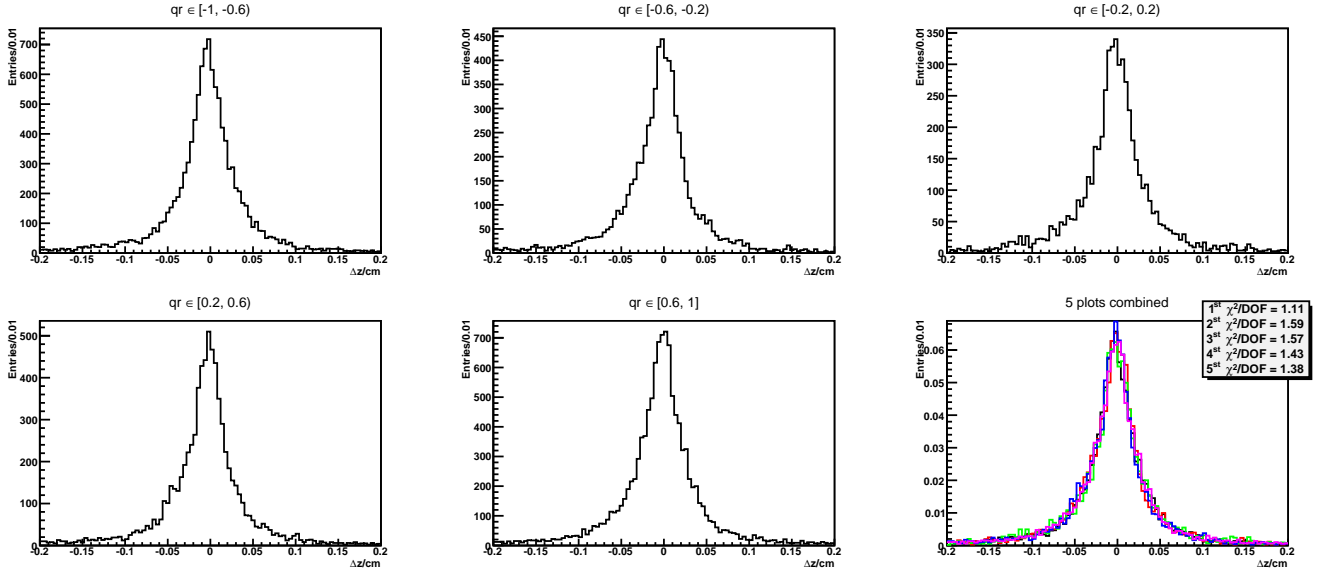 qr ∈ [-1, -0.6)
Entries/0.01
700
600
500
400
300
200
100
0
-0.2 -0.15 -0.1 -0.05 0 0.05 0.1 0.15 0.2
Δz/cm
qr ∈ [-0.6, -0.2)
Entries/0.01
450
400
350
300
250
200
150
100
50
0
-0.2 -0.15 -0.1 -0.05 0 0.05 0.1 0.15 0.2
Δz/cm
qr ∈ [-0.2, 0.2)
Entries/0.01
350
300
250
200
150
100
50
0
-0.2 -0.15 -0.1 -0.05 0 0.05 0.1 0.15 0.2
Δz/cm
qr ∈ [0.2, 0.6)
Entries/0.01
500
400
300
200
100
0
-0.2 -0.15 -0.1 -0.05 0 0.05 0.1 0.15 0.2
Δz/cm
qr ∈ [0.6, 1]
Entries/0.01
700
600
500
400
300
200
100
0
-0.2 -0.15 -0.1 -0.05 0 0.05 0.1 0.15 0.2
Δz/cm
5 plots combined
1st χ²/DOF = 1.11
2st χ²/DOF = 1.59
3st χ²/DOF = 1.57
4st χ²/DOF = 1.43
5st χ²/DOF = 1.38
Entries/0.01
0.06
0.05
0.04
0.03
0.02
0.01
0
-0.2 -0.15 -0.1 -0.05 0 0.05 0.1 0.15 0.2
Δz/cm